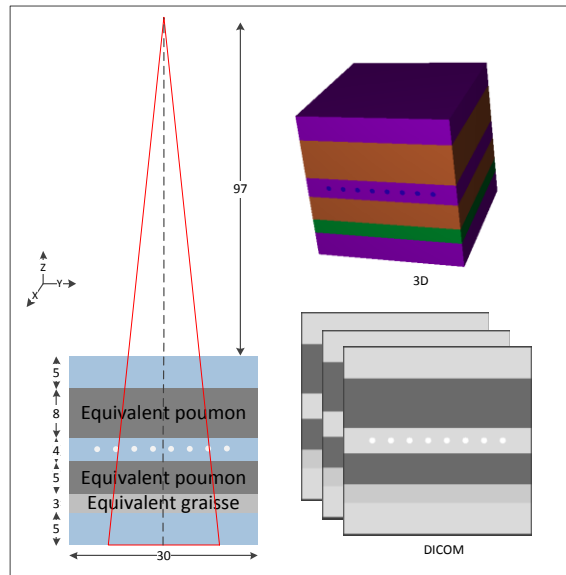 97
Z
Y
X
3D
5
8
Equivalent poumon
4
5
Equivalent poumon
3
Equivalent graisse
5
30
DICOM